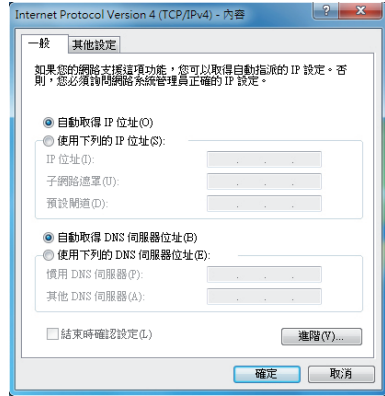 Internet Protocol Version 4 (TCP/IPv4) - 內容
一般 其他設定
如果您的網路支援這項功能，您可以取得自動指派的 IP 設定。否
則，您必須詢問網路系統管理員正確的 IP 設定。
自動取得 IP 位址(O)
使用下列的 IP 位址(S):
IP 位址(I):
子網路遮罩(U):
預設閘道(D):
自動取得 DNS 伺服器位址(B)
使用下列的 DNS 伺服器位址(E):
慣用 DNS 伺服器(P):
其他 DNS 伺服器(A):
結束時確認設定(L)
進階(V)...
確定 取消